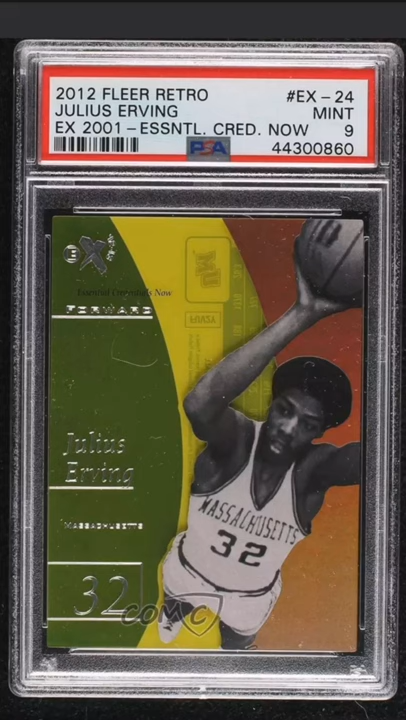 2012 FLEER RETRO #EX-24
JULIUS ERVING MINT
EX 2001-ESSNTL. CRED. NOW 9
PSA 44300860
EX
Essential Credentials Now
FORWARD
Julius
Erving
MASSACHUSETTS
32
MASSACHUSETTS
32
COMC